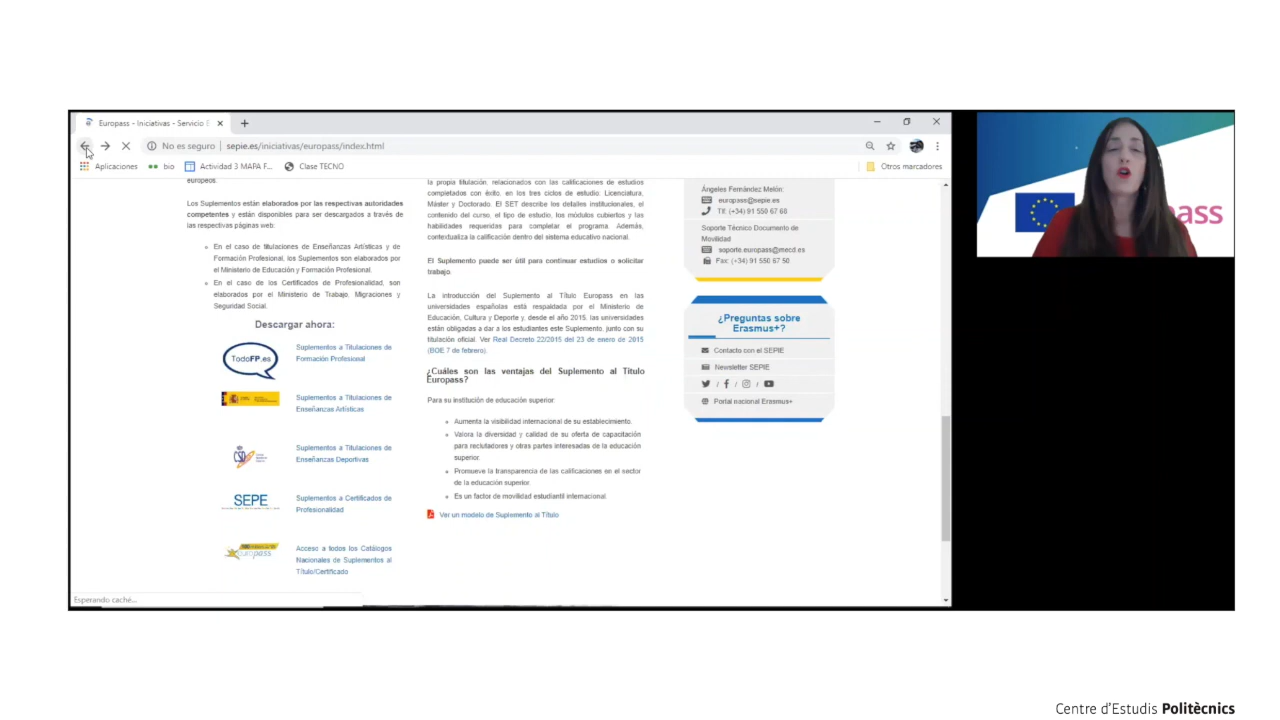 Europass - Iniciativas - Servicio E
No es seguro
sepie.es/iniciativas/europass/index.html
Aplicaciones
bio
Actividad 3 MAPA F...
Clase TECNO
Otros marcadores
europeos.
Los Suplementos están elaborados por las respectivas autoridades
competentes y están disponibles para ser descargados a través de
las respectivas páginas web:
En el caso de titulaciones de Enseñanzas Artísticas y de
Formación Profesional, los Suplementos son elaborados por
el Ministerio de Educación y Formación Profesional.
En el caso de los Certificados de Profesionalidad, son
elaborados por el Ministerio de Trabajo, Migraciones y
Seguridad Social.
Descargar ahora:
TodoFP.es
Suplementos a Titulaciones de
Formación Profesional
Suplementos a Titulaciones de
Enseñanzas Artísticas
CSD
Suplementos a Titulaciones de
Enseñanzas Deportivas
SEPE
Suplementos a Certificados de
Profesionalidad
europass
Acceso a todos los Catálogos
Nacionales de Suplementos al
Título/Certificado
la propia titulación, relacionados con las calificaciones de estudios
completados con éxito, en los tres ciclos de estudio: Licenciatura,
Máster y Doctorado. El SET describe los detalles institucionales, el
contenido del curso, el tipo de estudio, los módulos cubiertos y las
habilidades requeridas para completar el programa. Además,
contextualiza la calificación dentro del sistema educativo nacional.
El Suplemento puede ser útil para continuar estudios o solicitar
trabajo.
La introducción del Suplemento al Título Europass en las
universidades españolas está respaldada por el Ministerio de
Educación, Cultura y Deporte y, desde el año 2015, las universidades
están obligadas a dar a los estudiantes este Suplemento, junto con su
titulación oficial. Ver Real Decreto 22/2015 del 23 de enero de 2015
(BOE 7 de febrero).
¿Cuáles son las ventajas del Suplemento al Título
Europass?
Para su institución de educación superior:
Aumenta la visibilidad internacional de su establecimiento.
Valora la diversidad y calidad de su oferta de capacitación
para reclutadores y otras partes interesadas de la educación
superior.
Promueve la transparencia de las calificaciones en el sector
de la educación superior.
Es un factor de movilidad estudiantil internacional.
Ver un modelo de Suplemento al Título
Ángeles Fernández Melón:
europass@sepie.es
Tlf: (+34) 91 550 67 68
Soporte Técnico Documento de
Movilidad
soporte.europass@mecd.es
Fax: (+34) 91 550 67 50
¿Preguntas sobre
Erasmus+?
Contacto con el SEPIE
Newsletter SEPIE
/ / /
Portal nacional Erasmus+
Esperando caché...
pass
Centre d'Estudis Politècnics